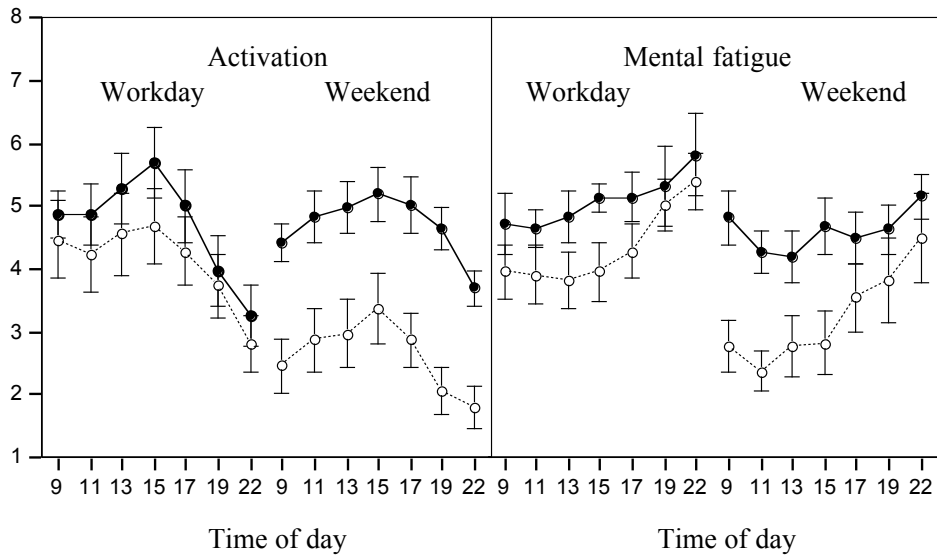 8
7
6
5
4
3
2
1
Activation
Mental fatigue
Workday
Weekend
Workday
Weekend
9 11 13 15 17 19 22 9 11 13 15 17 19 22 9 11 13 15 17 19 22 9 11 13 15 17 19 22
Time of day
Time of day